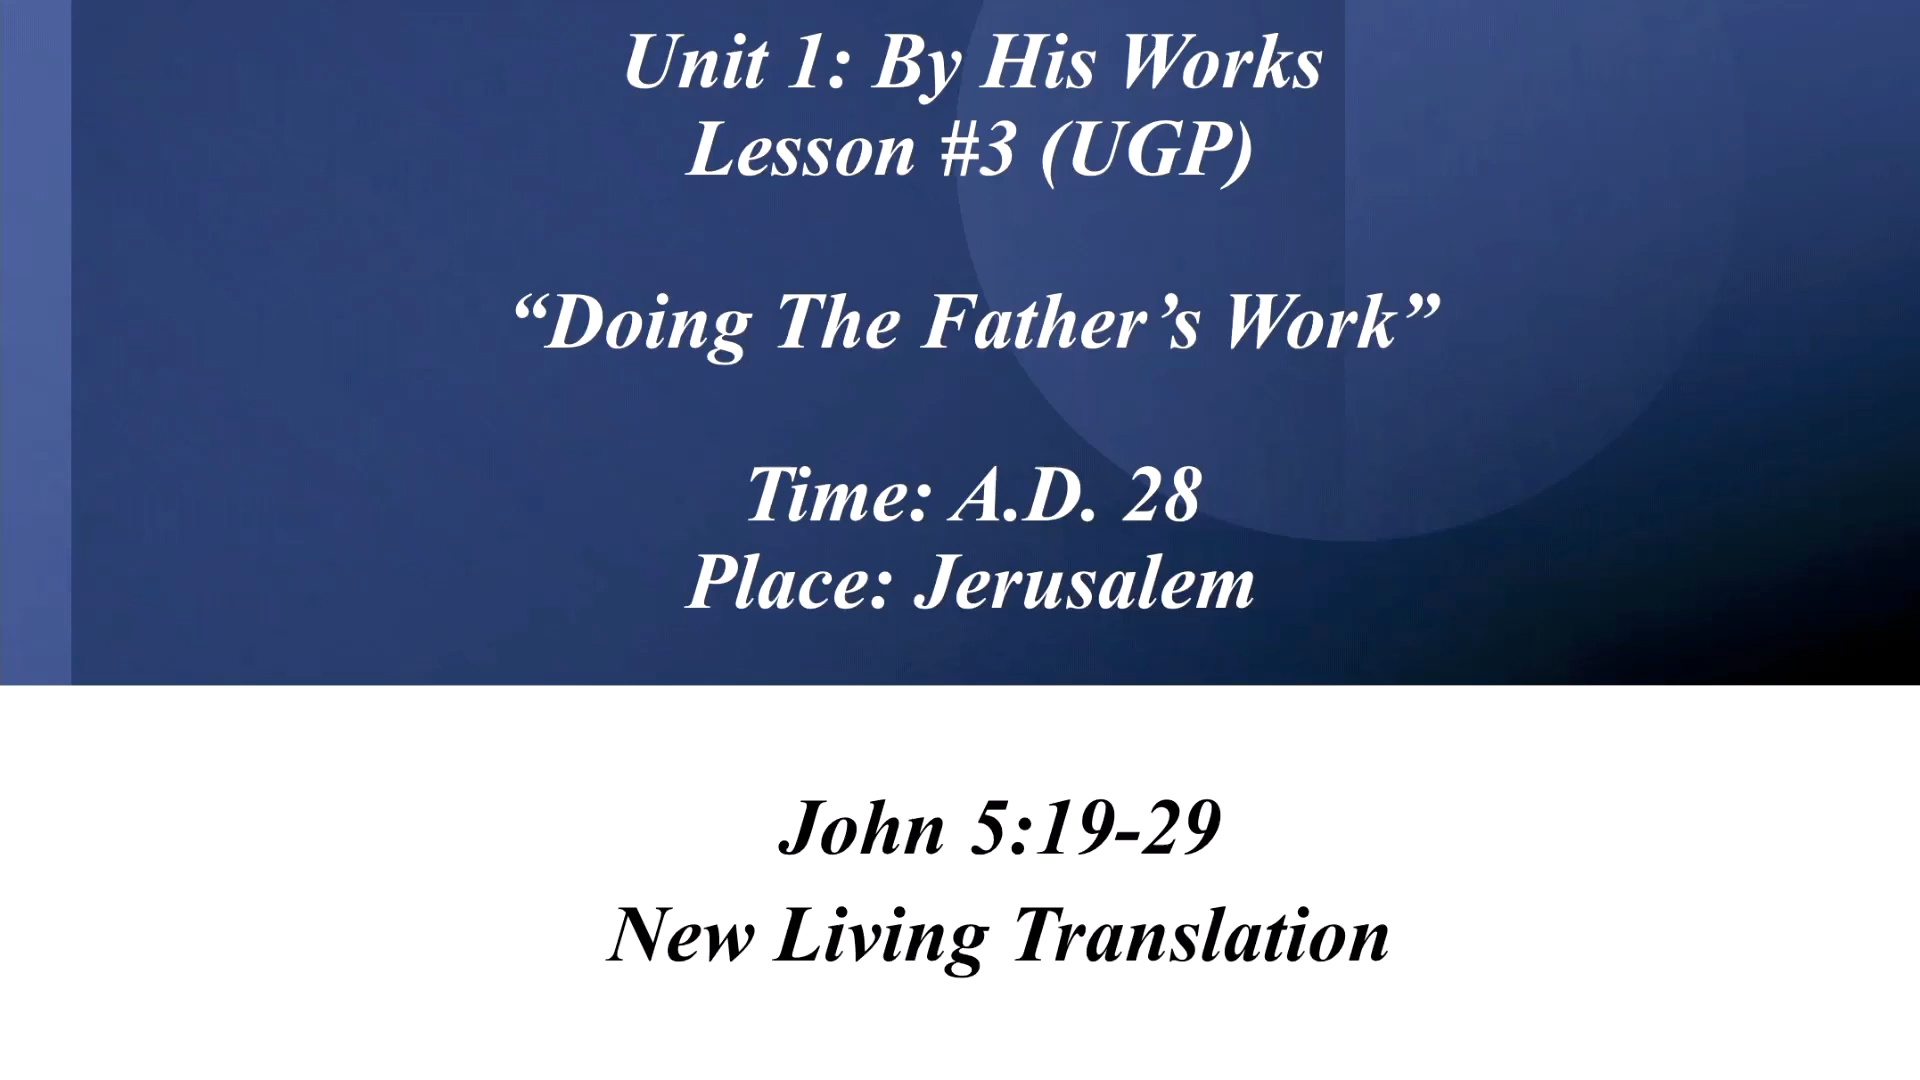 Unit 1: By His Works
Lesson #3 (UGP)
“Doing The Father’s Work”
Time: A.D. 28
Place: Jerusalem
John 5:19-29
New Living Translation